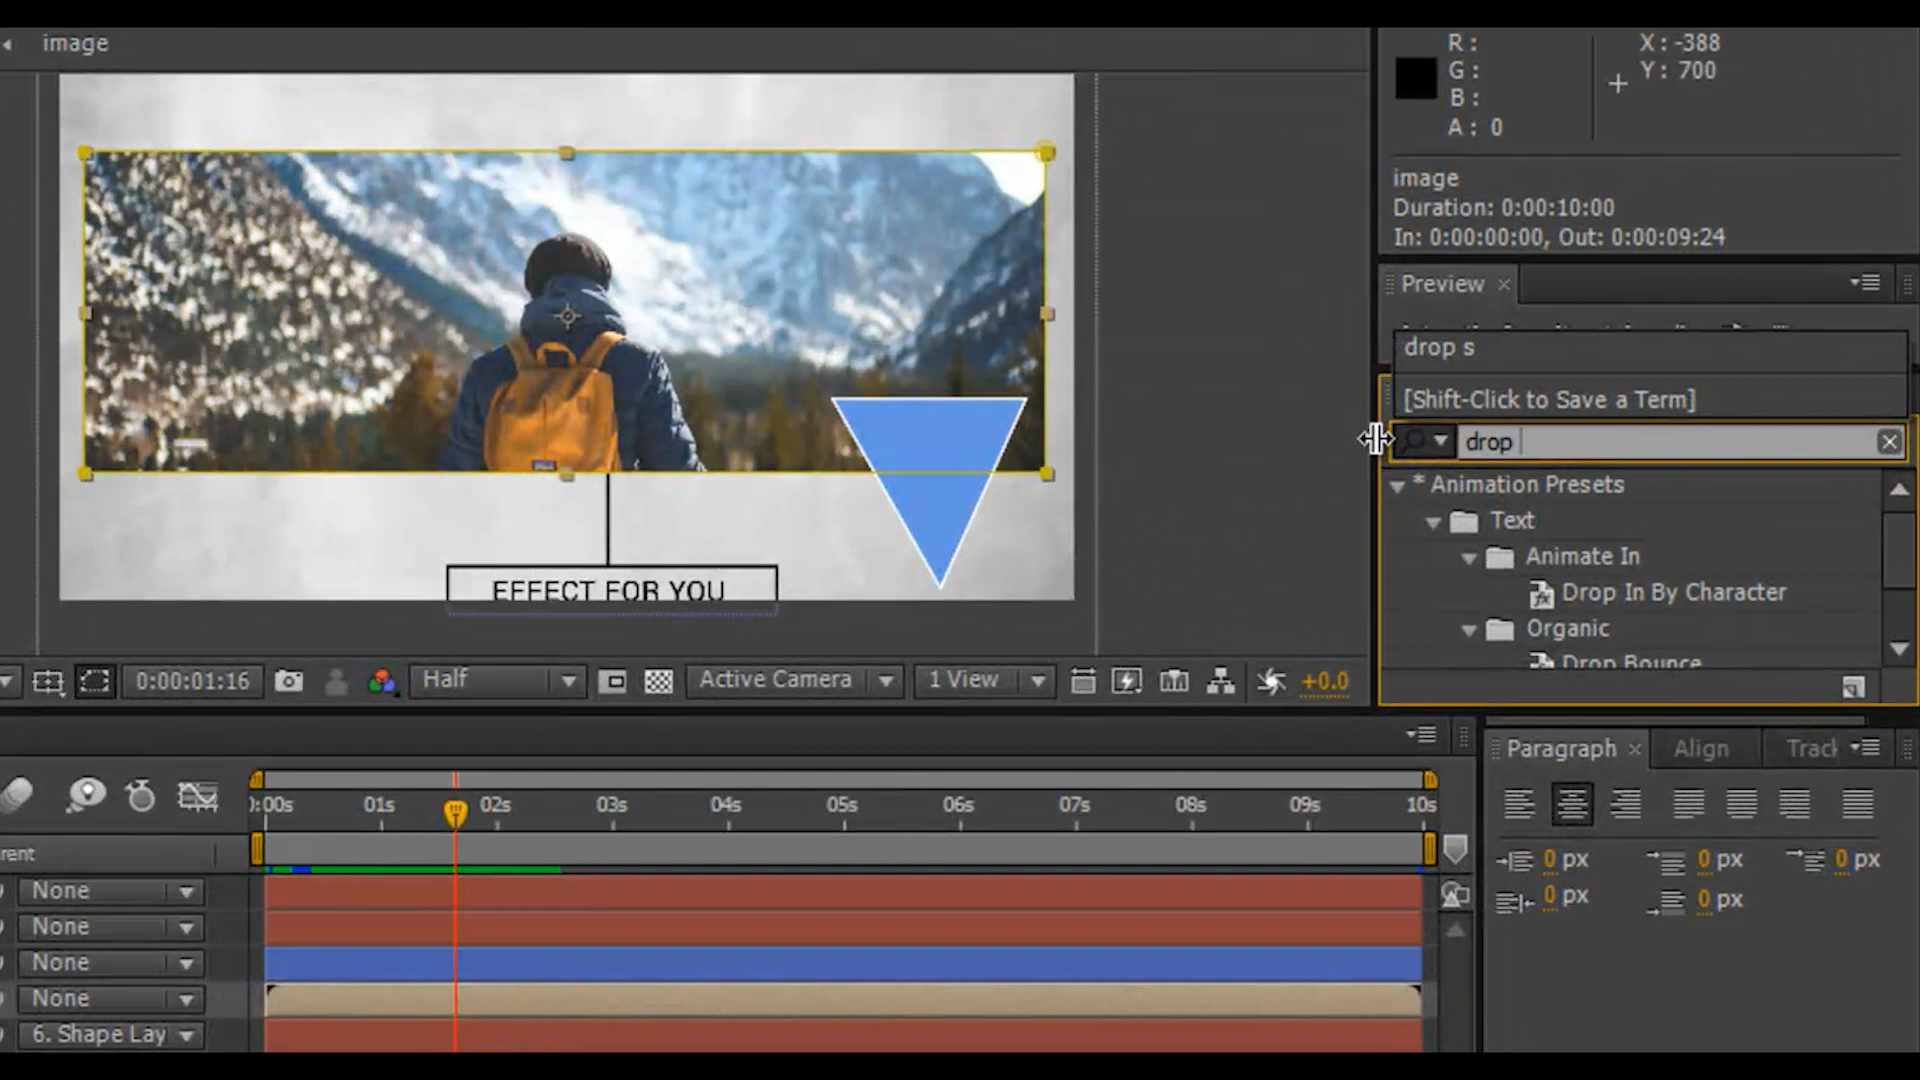 image
R :
G :
B :
A : 0
X : -388
Y : 700
image
Duration: 0:00:10:00
In: 0:00:00:00, Out: 0:00:09:24
Preview
drop s
[Shift-Click to Save a Term]
drop
* Animation Presets
Text
Animate In
Drop In By Character
Organic
Drop Bounce
EFFECT FOR YOU
0:00:01:16
Half
Active Camera
1 View
+0.0
Paragraph
Align
Track
):00s 01s 02s 03s 04s 05s 06s 07s 08s 09s 10s
0 px 0 px 0 px
0 px 0 px
rent
None
None
None
None
6. Shape Lay